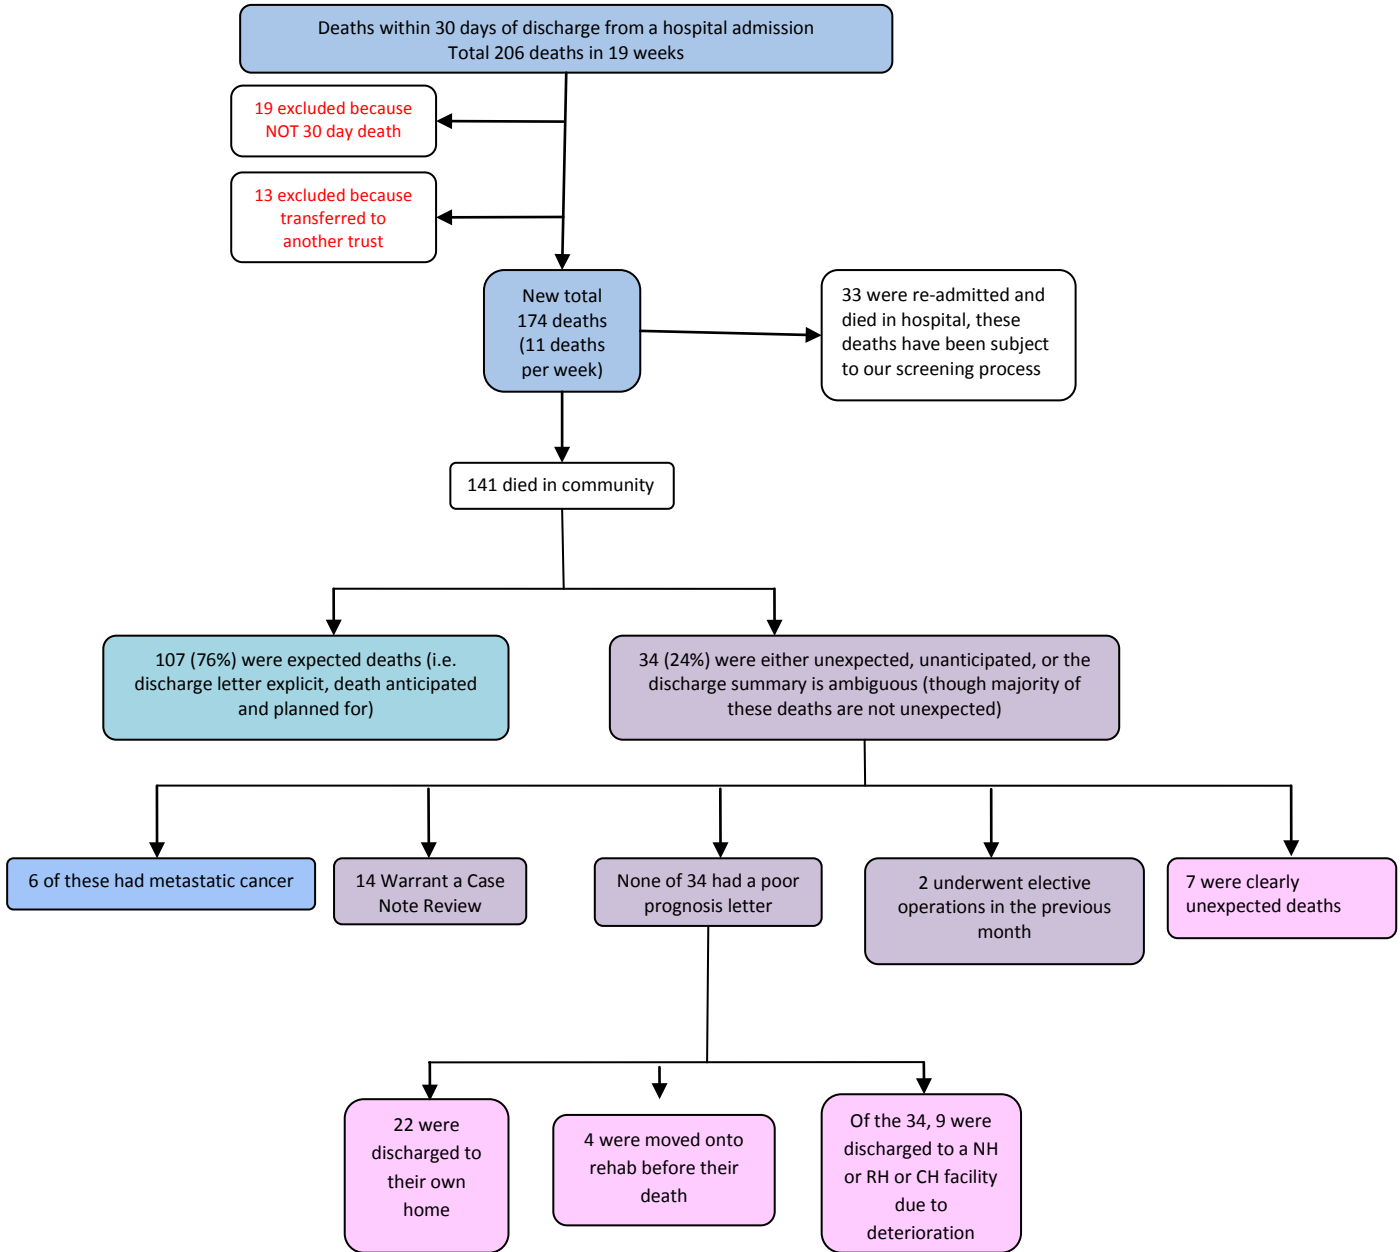 Deaths within 30 days of discharge from a hospital admission
Total 206 deaths in 19 weeks
19 excluded because
NOT 30 day death
13 excluded because
transferred to
another trust
New total
174 deaths
(11 deaths
per week)
33 were re-admitted and
died in hospital, these
deaths have been subject
to our screening process
141 died in community
107 (76%) were expected deaths (i.e.
discharge letter explicit, death anticipated
and planned for)
34 (24%) were either unexpected, unanticipated, or the
discharge summary is ambiguous (though majority of
these deaths are not unexpected)
6 of these had metastatic cancer
14 Warrant a Case
Note Review
None of 34 had a poor
prognosis letter
2 underwent elective
operations in the previous
month
7 were clearly
unexpected deaths
22 were
discharged to
their own
home
4 were moved onto
rehab before their
death
Of the 34, 9 were
discharged to a NH
or RH or CH facility
due to
deterioration